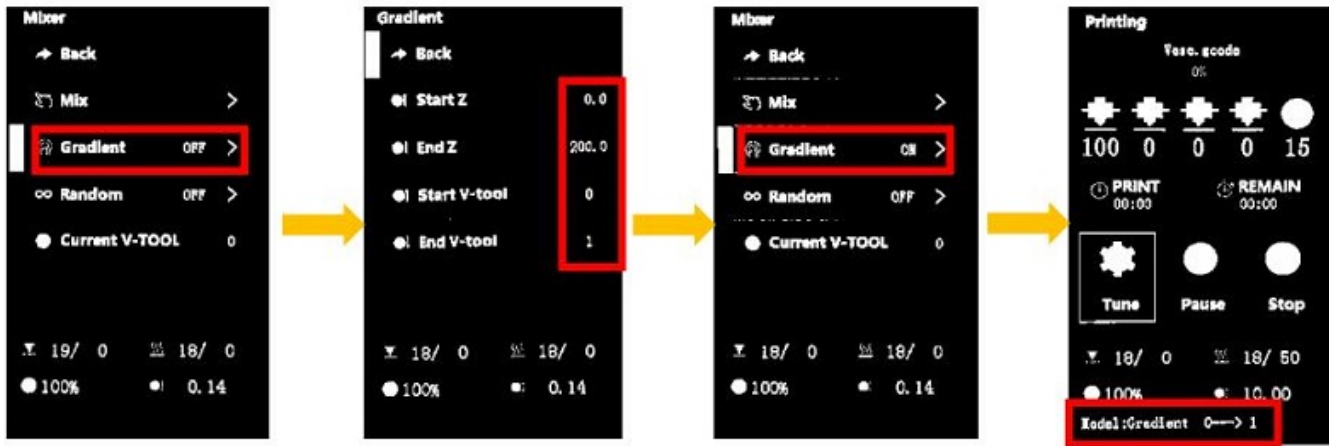 Mixer
Back
Mix >
Gradient OFF >
Random OFF >
Current V-TOOL 0
19/ 0 18/ 0
100% 0.14
Gradient
Back
Start Z 0.0
End Z 200.0
Start V-tool 0
End V-tool 1
18/ 0 18/ 0
100% 0.14
Mixer
Back
Mix >
Gradient ON >
Random OFF >
Current V-TOOL 0
18/ 0 18/ 0
100% 0.14
Printing
0%
100 0 0 0 15
PRINT REMAIN
00:00 00:00
Tune Pause Stop
18/ 0 18/ 50
100% 10.00
Model:Gradient 0---> 1